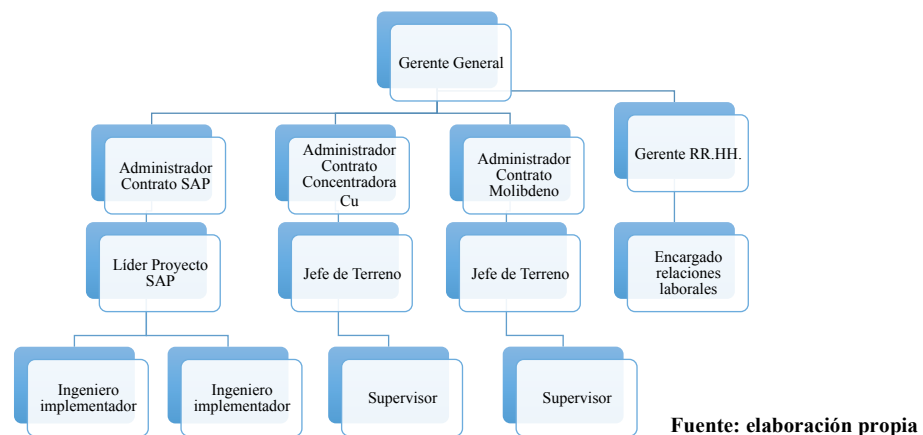 Gerente General
Administrador
Contrato SAP
Administrador
Contrato
Concentradora
Cu
Administrador
Contrato
Molibdeno
Gerente RR.HH.
Líder Proyecto
SAP
Jefe de Terreno
Jefe de Terreno
Encargado
relaciones
laborales
Ingeniero
implementador
Ingeniero
implementador
Supervisor
Supervisor
Fuente: elaboración propia